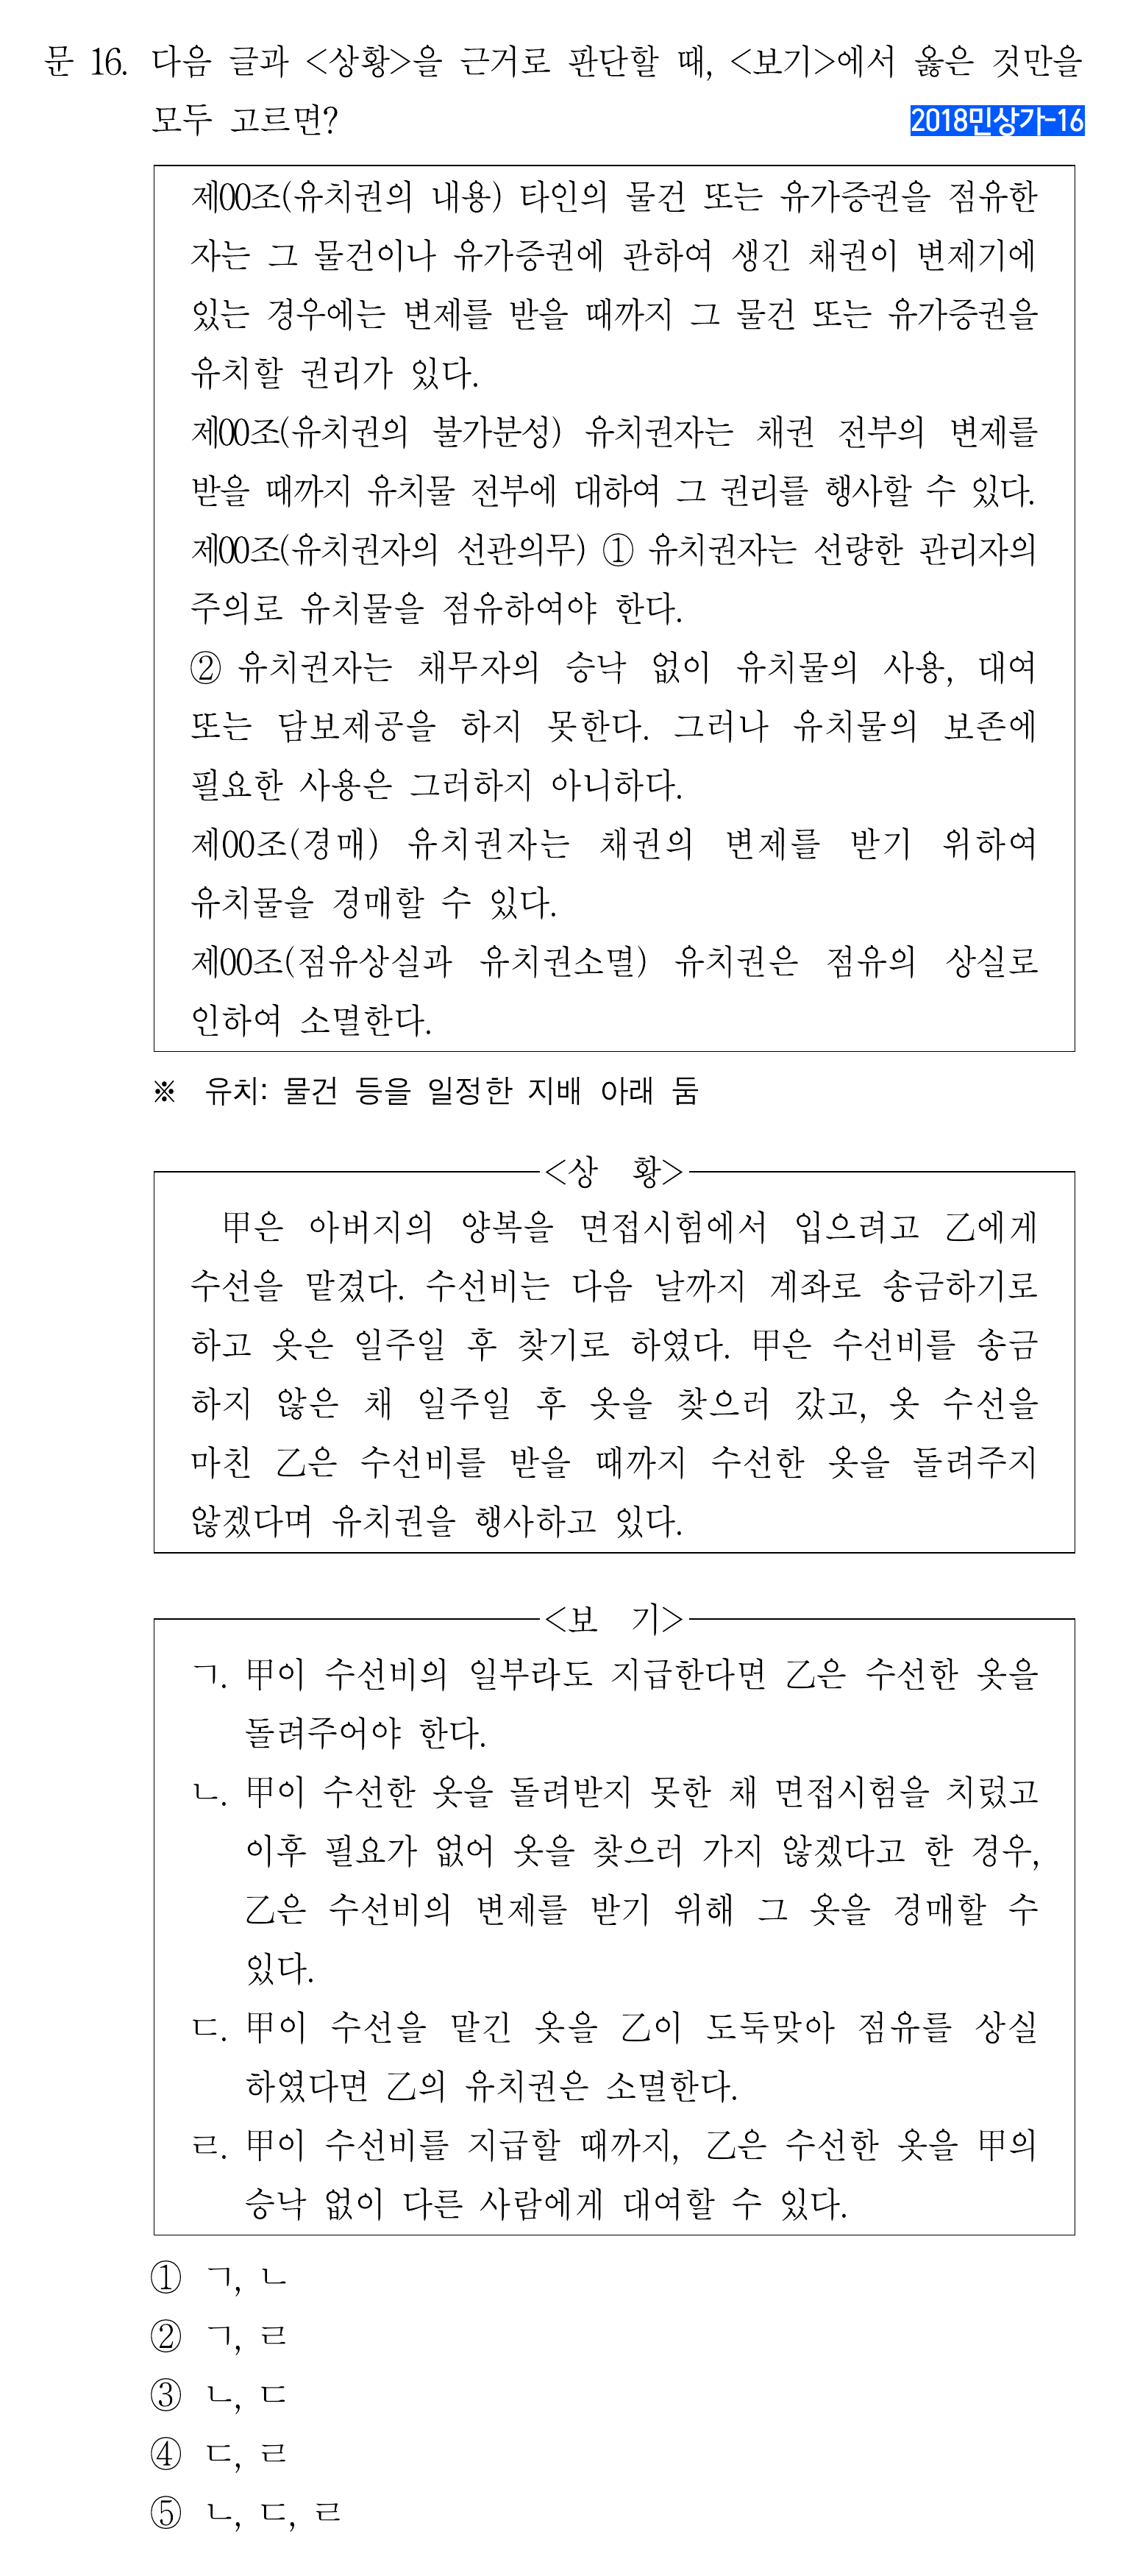 문 16. 다음 글과 <상황>을 근거로 판단할 때, <보기>에서 옳은 것만을
모두 고르면?
2018민상가-16
제00조(유치권의 내용) 타인의 물건 또는 유가증권을 점유한
자는 그 물건이나 유가증권에 관하여 생긴 채권이 변제기에
있는 경우에는 변제를 받을 때까지 그 물건 또는 유가증권을
유치할 권리가 있다.
제00조(유치권의 불가분성) 유치권자는 채권 전부의 변제를
받을 때까지 유치물 전부에 대하여 그 권리를 행사할 수 있다.
제00조(유치권자의 선관의무) ① 유치권자는 선량한 관리자의
주의로 유치물을 점유하여야 한다.
② 유치권자는 채무자의 승낙 없이 유치물의 사용, 대여
또는 담보제공을 하지 못한다. 그러나 유치물의 보존에
필요한 사용은 그러하지 아니하다.
제00조(경매) 유치권자는 채권의 변제를 받기 위하여
유치물을 경매할 수 있다.
제00조(점유상실과 유치권소멸) 유치권은 점유의 상실로
인하여 소멸한다.
※ 유치: 물건 등을 일정한 지배 아래 둠
<상 황>
甲은 아버지의 양복을 면접시험에서 입으려고 乙에게
수선을 맡겼다. 수선비는 다음 날까지 계좌로 송금하기로
하고 옷은 일주일 후 찾기로 하였다. 甲은 수선비를 송금
하지 않은 채 일주일 후 옷을 찾으러 갔고, 옷 수선을
마친 乙은 수선비를 받을 때까지 수선한 옷을 돌려주지
않겠다며 유치권을 행사하고 있다.
<보 기>
ㄱ. 甲이 수선비의 일부라도 지급한다면 乙은 수선한 옷을
돌려주어야 한다.
ㄴ. 甲이 수선한 옷을 돌려받지 못한 채 면접시험을 치렀고
이후 필요가 없어 옷을 찾으러 가지 않겠다고 한 경우,
乙은 수선비의 변제를 받기 위해 그 옷을 경매할 수
있다.
ㄷ. 甲이 수선을 맡긴 옷을 乙이 도둑맞아 점유를 상실
하였다면 乙의 유치권은 소멸한다.
ㄹ. 甲이 수선비를 지급할 때까지, 乙은 수선한 옷을 甲의
승낙 없이 다른 사람에게 대여할 수 있다.
① ㄱ, ㄴ
② ㄱ, ㄹ
③ ㄴ, ㄷ
④ ㄷ, ㄹ
⑤ ㄴ, ㄷ, ㄹ